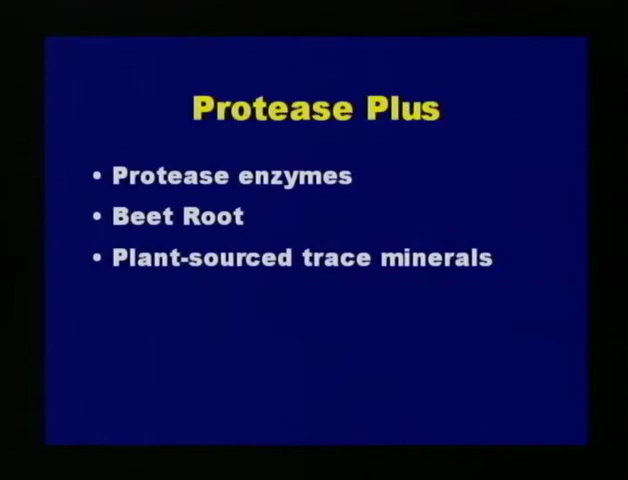 Protease Plus
• Protease enzymes
• Beet Root
• Plant-sourced trace minerals